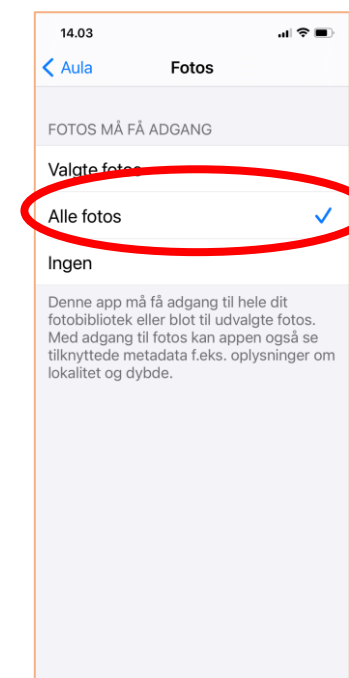 14.03
Aula Fotos
FOTOS MÅ FÅ ADGANG
Valgte fotos
Alle fotos
Ingen
Denne app må få adgang til hele dit
fotobibliotek eller blot til udvalgte fotos.
Med adgang til fotos kan appen også se
tilknyttede metadata f.eks. oplysninger om
lokalitet og dybde.